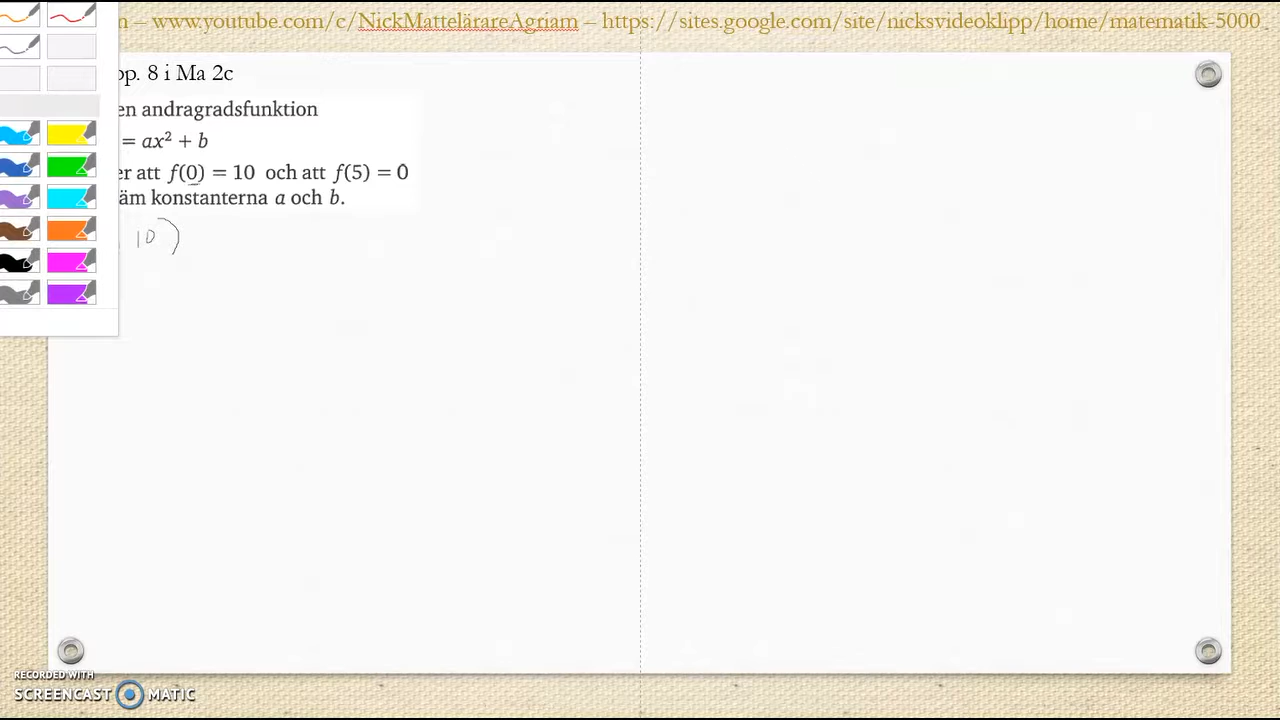 – www.youtube.com/c/NickMattelärareAgriam – https://sites.google.com/site/nicksvideoklipp/home/matematik-5000
pp. 8 i Ma 2c
en andragradsfunktion
= ax² + b
er att f(0) = 10 och att f(5) = 0
äm konstanterna a och b.
10 )
RECORDED WITH
SCREENCAST MATIC